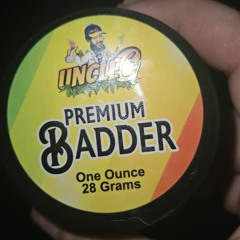 UNCLE G
PREMIUM
BADDER
One Ounce
28 Grams